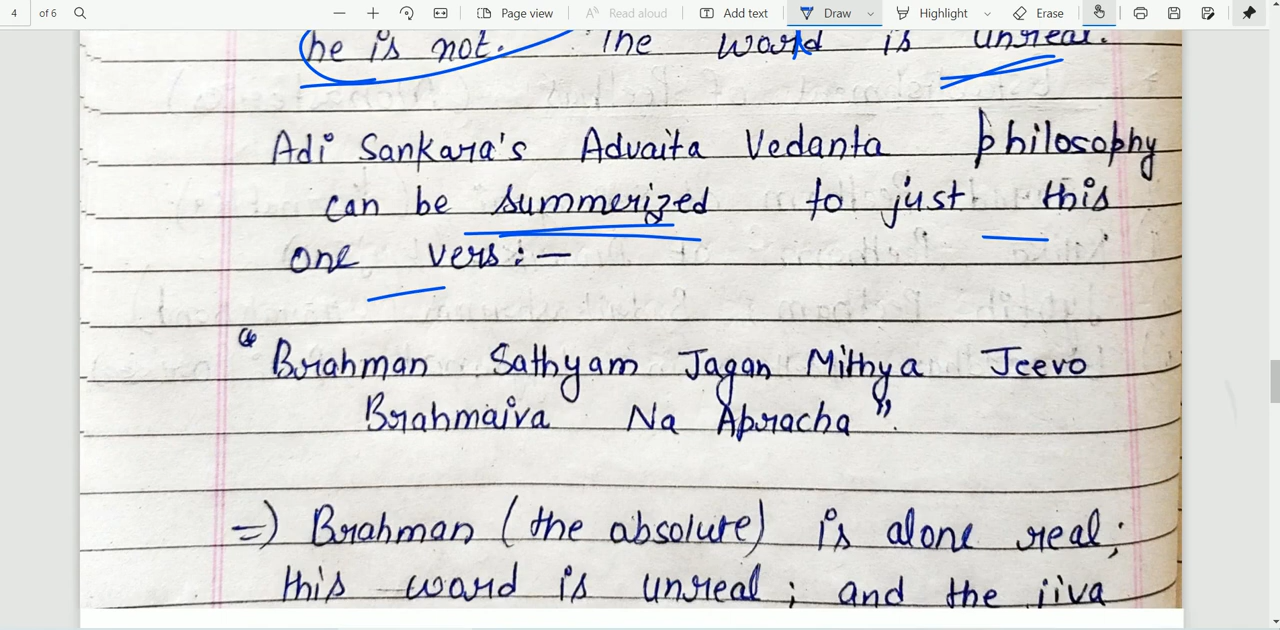 4 of 6 Page view Read aloud Add text Draw Highlight Erase
he is not. The word is unreal.
Adi Sankara's Advaita Vedanta philosophy
can be summerized to just this
one vers:—
"Brahman Sathyam Jagan Mithya Jeevo
Brahmaiva Na Apracha".
=) Brahman (the absolute) is alone real;
this word is unreal; and the jiva